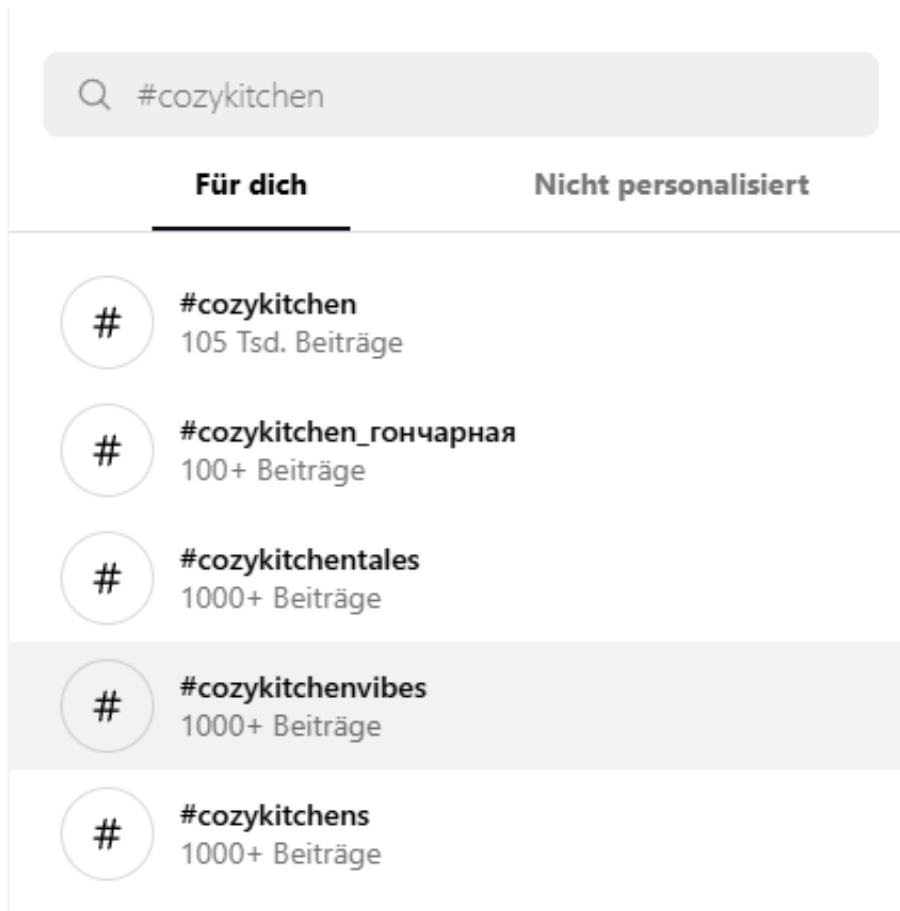 #cozykitchen
Für dich
Nicht personalisiert
#
#cozykitchen
105 Tsd. Beiträge
#
#cozykitchen_гончарная
100+ Beiträge
#
#cozykitchentales
1000+ Beiträge
#
#cozykitchenvibes
1000+ Beiträge
#
#cozykitchens
1000+ Beiträge